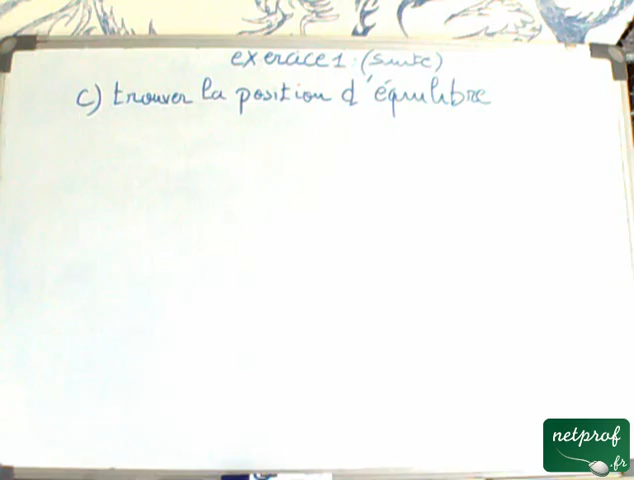 exercice 1 : (suite)
c) trouver la position d'équilibre
netprof
.fr